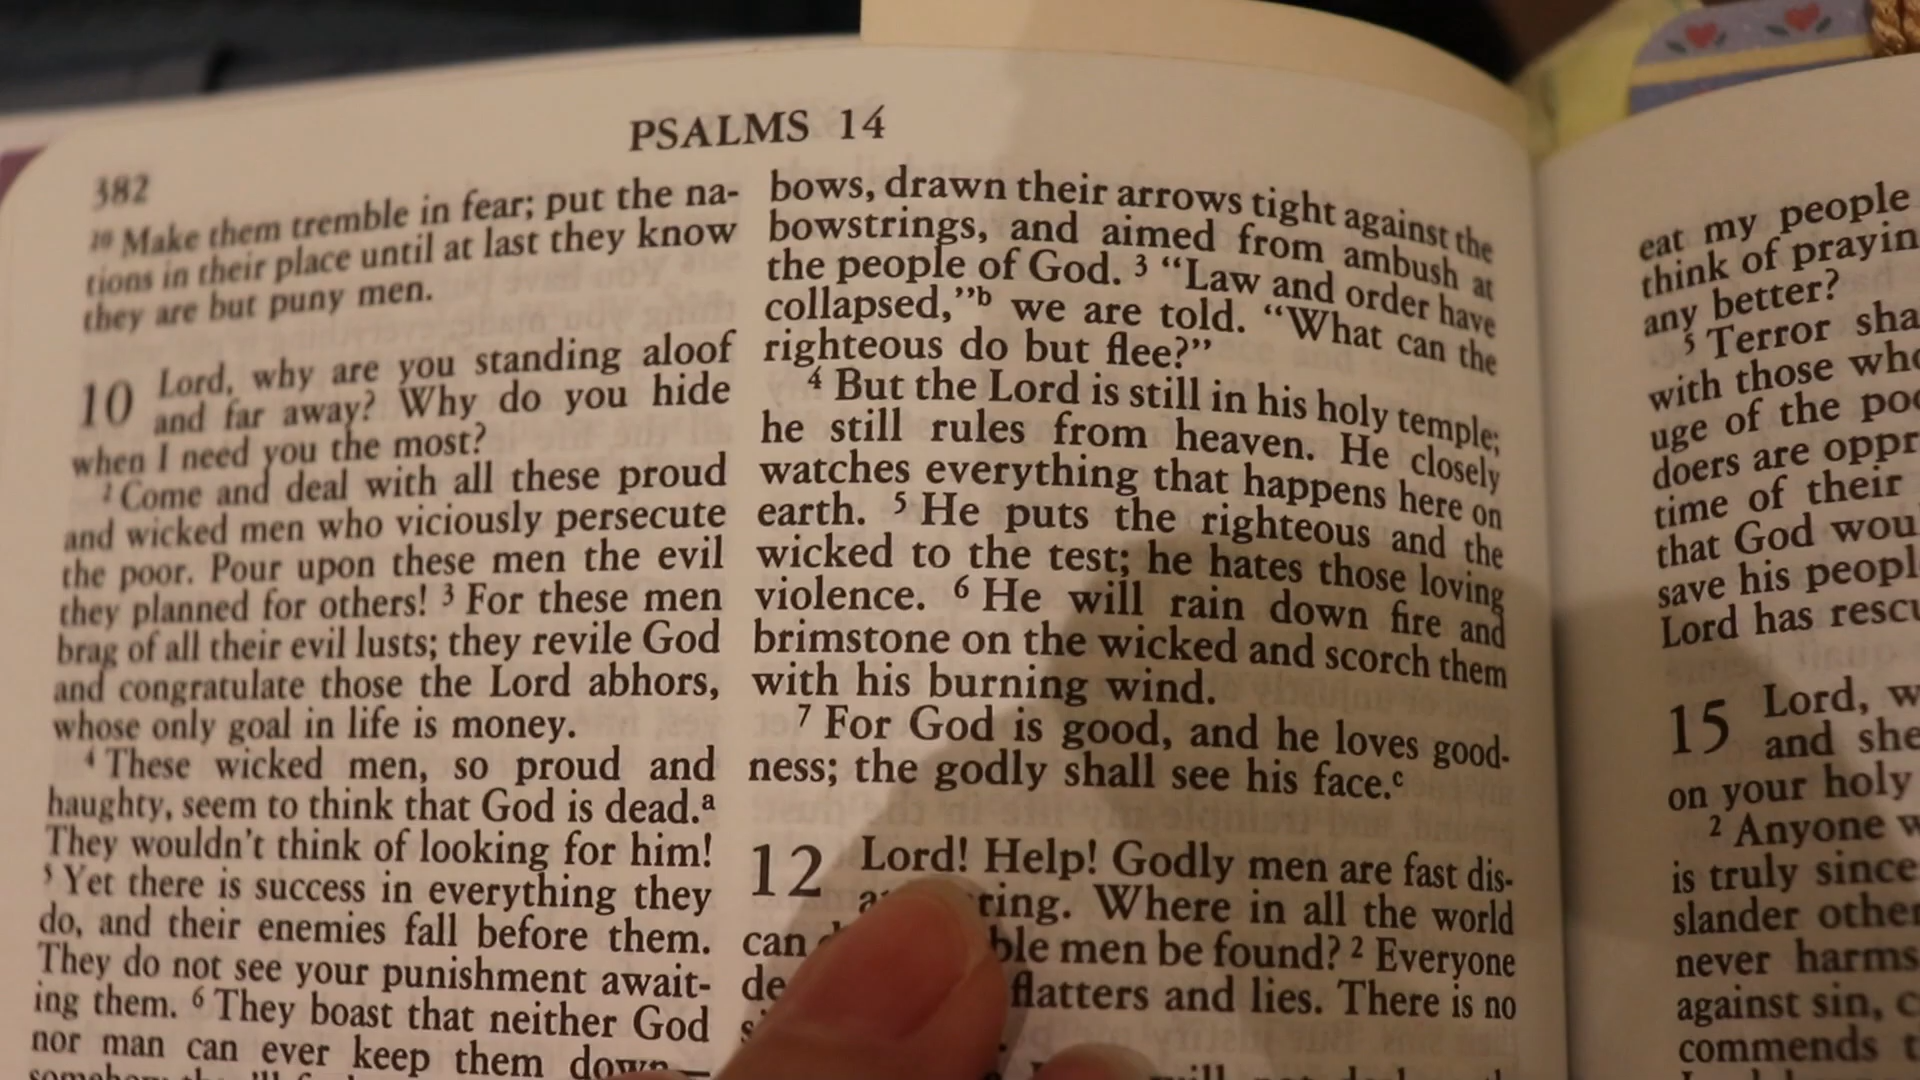 PSALMS 14
382
10 Make them tremble in fear; put the na-
tions in their place until at last they know
they are but puny men.
10 Lord, why are you standing aloof
and far away? Why do you hide
when I need you the most?
2 Come and deal with all these proud
and wicked men who viciously persecute
the poor. Pour upon these men the evil
they planned for others! 3 For these men
brag of all their evil lusts; they revile God
and congratulate those the Lord abhors,
whose only goal in life is money.
4 These wicked men, so proud and
haughty, seem to think that God is dead.a
They wouldn't think of looking for him!
5 Yet there is success in everything they
do, and their enemies fall before them.
They do not see your punishment await-
ing them. 6 They boast that neither God
nor man can ever keep them down—
bows, drawn their arrows tight against the
bowstrings, and aimed from ambush at
the people of God. 3 “Law and order have
collapsed,”b we are told. “What can the
righteous do but flee?”
4 But the Lord is still in his holy temple;
he still rules from heaven. He closely
watches everything that happens here on
earth. 5 He puts the righteous and the
wicked to the test; he hates those loving
violence. 6 He will rain down fire and
brimstone on the wicked and scorch them
with his burning wind.
7 For God is good, and he loves good-
ness; the godly shall see his face.c
12 Lord! Help! Godly men are fast dis-
ring. Where in all the world
can ble men be found? 2 Everyone
de flatters and lies. There is no
eat my people
think of prayin
any better?
5 Terror sha
with those who
uge of the poo
doers are oppr
time of their
that God wou
save his peopl
Lord has rescu
15 Lord, w
and she
on your holy
2 Anyone w
is truly since
slander other
never harms
against sin, c
commends t